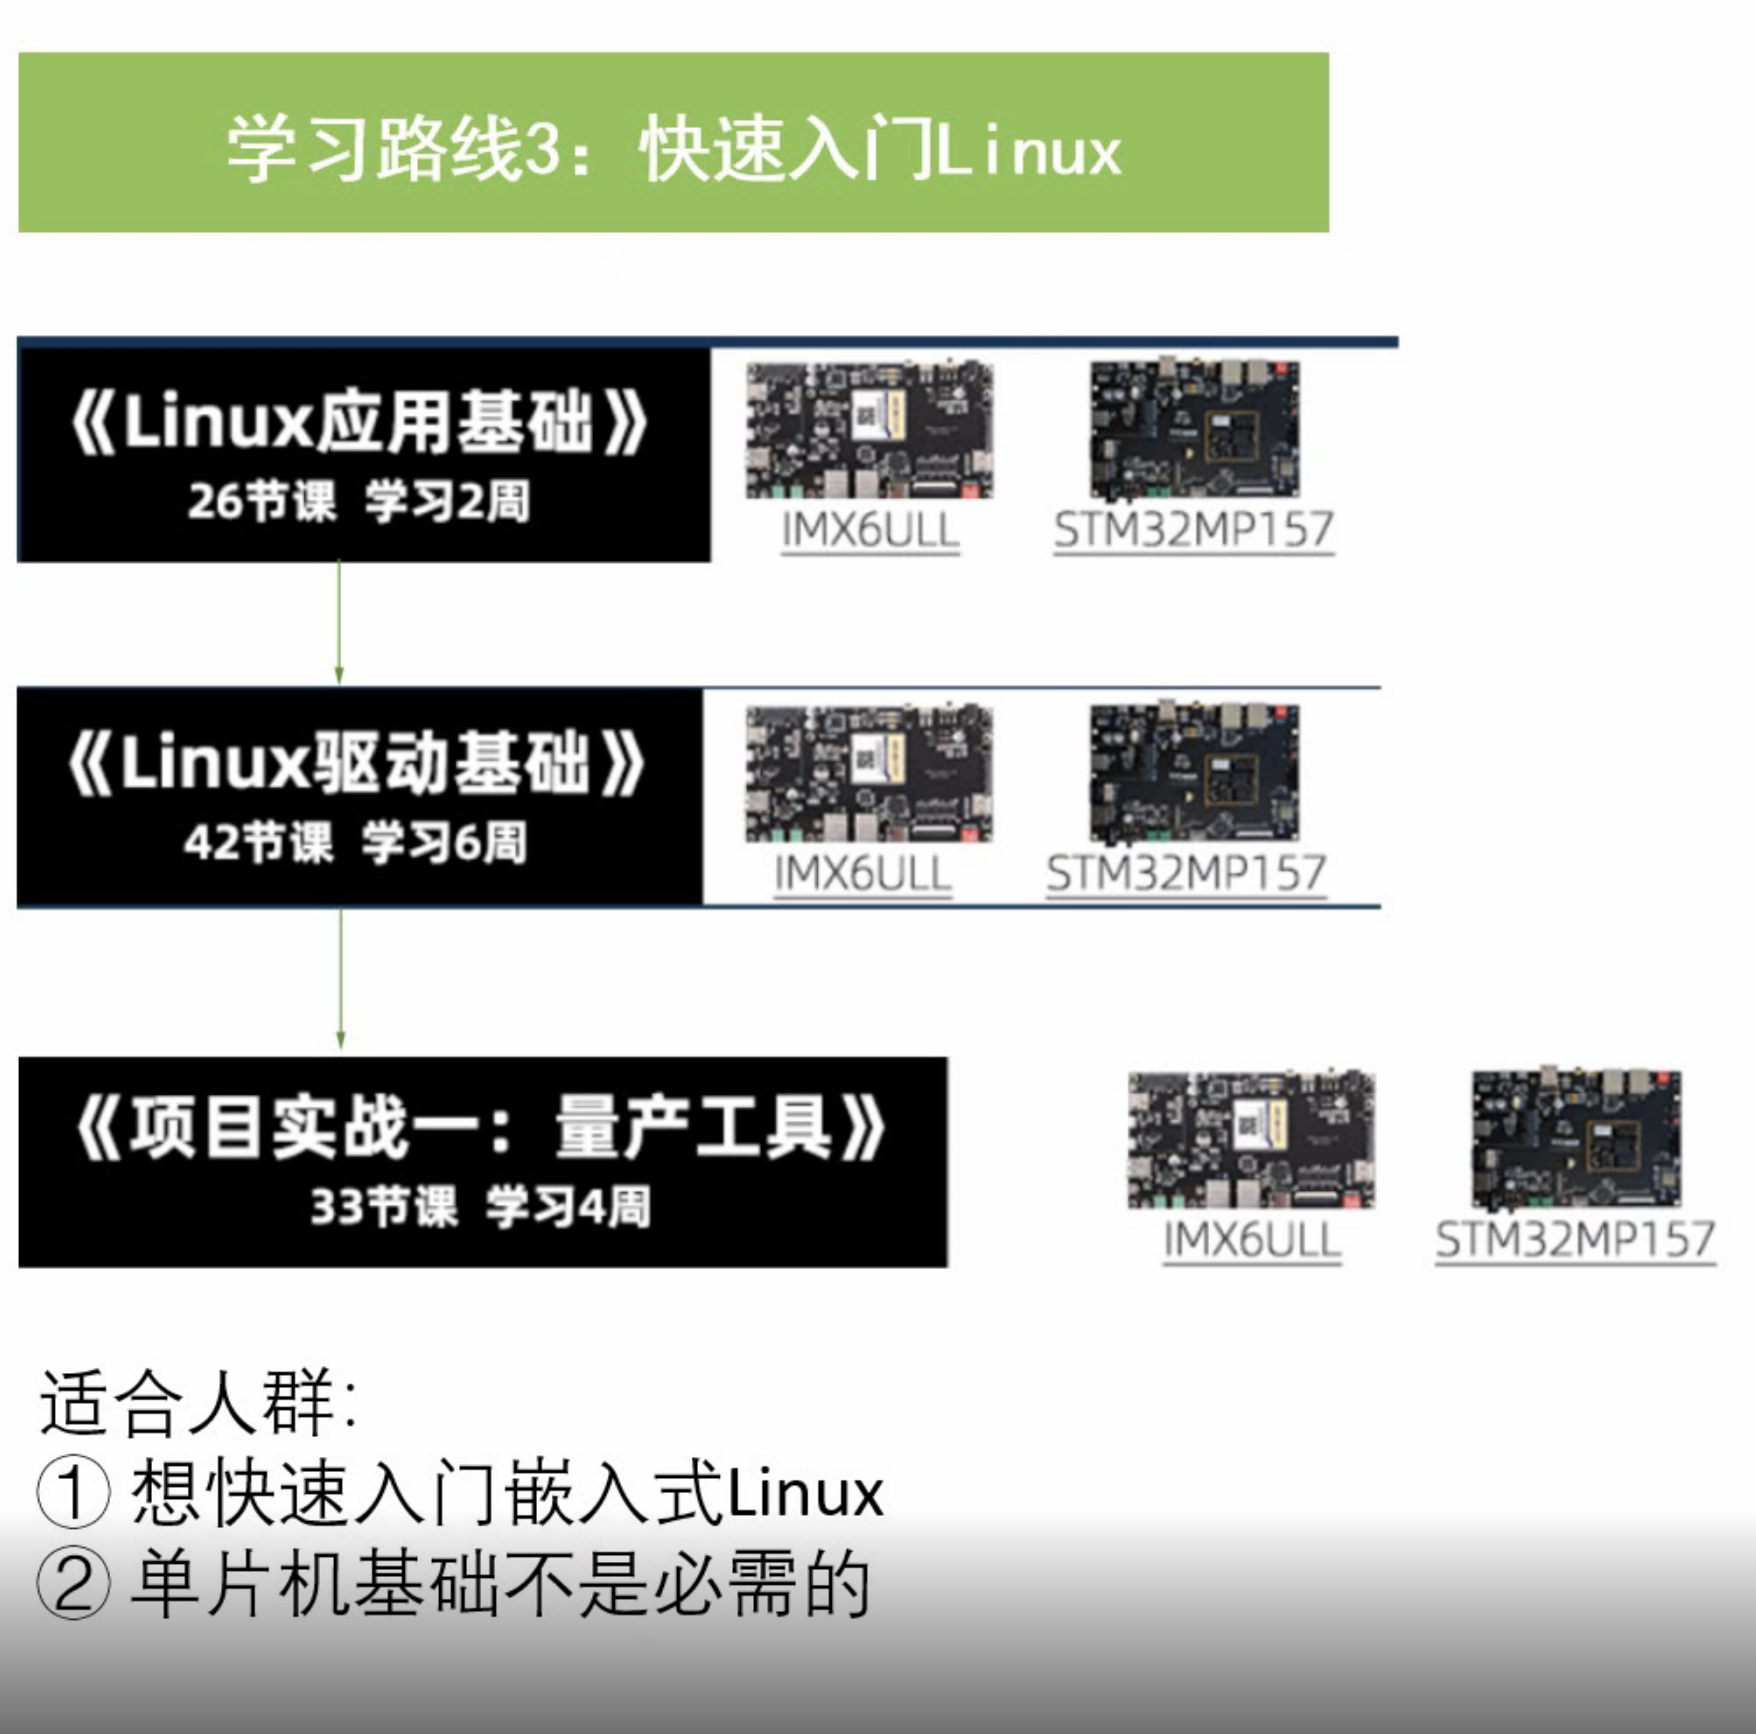 学习路线3：快速入门Linux
《Linux应用基础》
26节课 学习2周
IMX6ULL
STM32MP157
《Linux驱动基础》
42节课 学习6周
IMX6ULL
STM32MP157
《项目实战一：量产工具》
33节课 学习4周
IMX6ULL
STM32MP157
适合人群：
① 想快速入门嵌入式Linux
② 单片机基础不是必需的